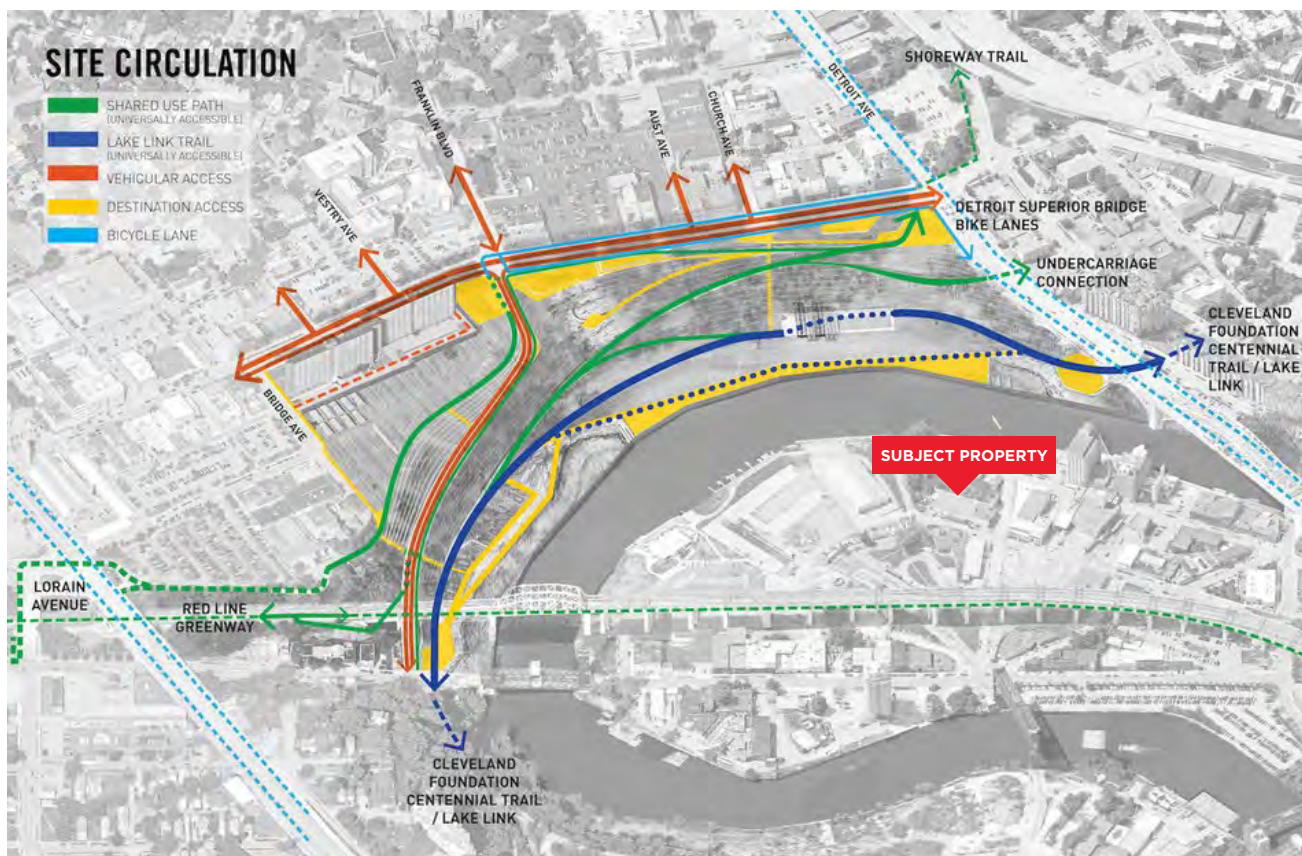 SITE CIRCULATION
SHARED USE PATH
(UNIVERSALLY ACCESSIBLE)
LAKE LINK TRAIL
(UNIVERSALLY ACCESSIBLE)
VEHICULAR ACCESS
DESTINATION ACCESS
BICYCLE LANE
FRANKLIN BLVD
VESTRY AVE
AUST AVE
CHURCH AVE
DETROIT AVE
SHOREWAY TRAIL
DETROIT SUPERIOR BRIDGE
BIKE LANES
UNDERCARRIAGE
CONNECTION
CLEVELAND
FOUNDATION
CENTENNIAL
TRAIL / LAKE
LINK
BRIDGE AVE
SUBJECT PROPERTY
LORAIN
AVENUE
RED LINE
GREENWAY
CLEVELAND
FOUNDATION
CENTENNIAL TRAIL
/ LAKE LINK